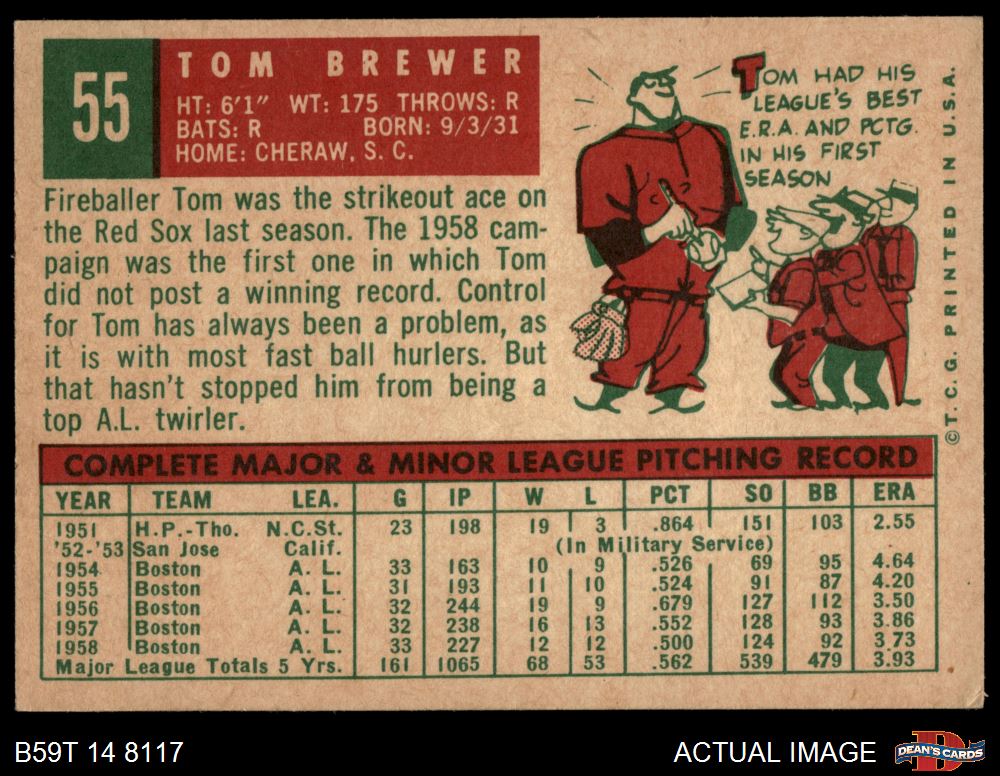 55
TOM BREWER
HT: 6'1" WT: 175 THROWS: R
BATS: R BORN: 9/3/31
HOME: CHERAW, S. C.
TOM HAD HIS
LEAGUE'S BEST
E.R.A. AND PCTG.
IN HIS FIRST
SEASON
Fireballer Tom was the strikeout ace on
the Red Sox last season. The 1958 cam-
paign was the first one in which Tom
did not post a winning record. Control
for Tom has always been a problem, as
it is with most fast ball hurlers. But
that hasn't stopped him from being a
top A.L. twirler.
©T.C.G. PRINTED IN U.S.A.
COMPLETE MAJOR & MINOR LEAGUE PITCHING RECORD
YEAR TEAM LEA. G IP W L PCT SO BB ERA
1951 H.P.-Tho. N.C.St. 23 198 19 3 .864 151 103 2.55
'52-'53 San Jose Calif. (In Military Service)
1954 Boston A. L. 33 163 10 9 .526 69 95 4.64
1955 Boston A. L. 31 193 11 10 .524 91 87 4.20
1956 Boston A. L. 32 244 19 9 .679 127 112 3.50
1957 Boston A. L. 32 238 16 13 .552 128 93 3.86
1958 Boston A. L. 33 227 12 12 .500 124 92 3.73
Major League Totals 5 Yrs. 161 1065 68 53 .562 539 479 3.93
B59T 14 8117
ACTUAL IMAGE
D
DEAN'S CARDS